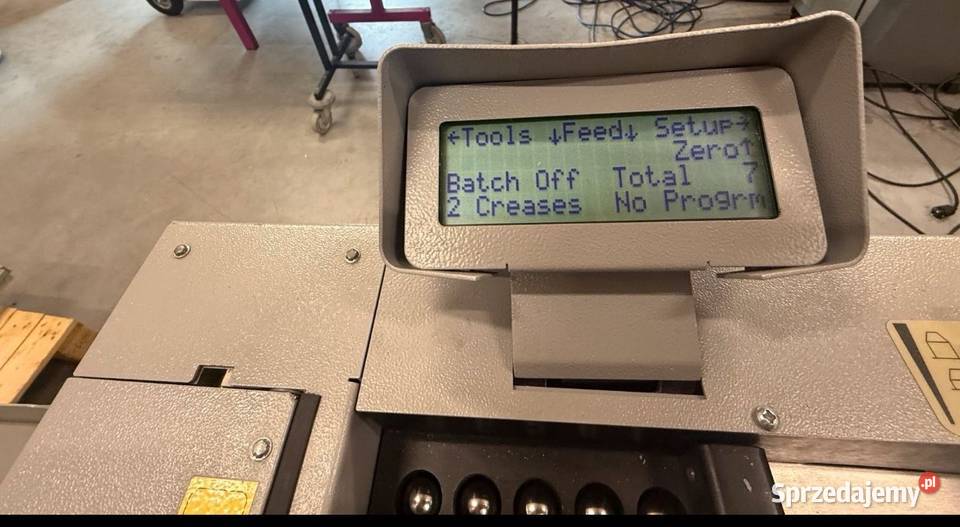 ←Tools ↓Feed↓ Setup→
Zero↑
Batch Off Total 7
2 Creases No Progrm
Sprzedajemy.pl